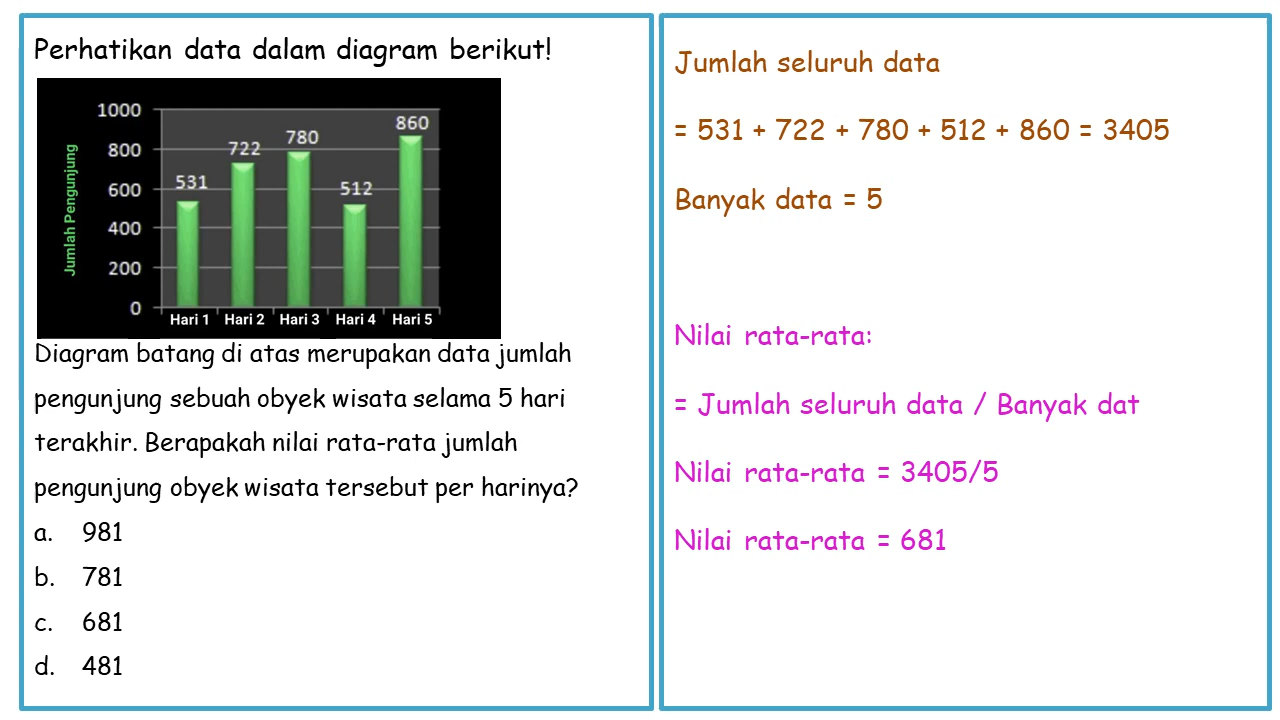 Perhatikan data dalam diagram berikut!
Jumlah Pengunjung
1000
800
600
400
200
0
531
722
780
512
860
Hari 1 Hari 2 Hari 3 Hari 4 Hari 5
Diagram batang di atas merupakan data jumlah
pengunjung sebuah obyek wisata selama 5 hari
terakhir. Berapakah nilai rata-rata jumlah
pengunjung obyek wisata tersebut per harinya?
a. 981
b. 781
c. 681
d. 481
Jumlah seluruh data
= 531 + 722 + 780 + 512 + 860 = 3405
Banyak data = 5
Nilai rata-rata:
= Jumlah seluruh data / Banyak dat
Nilai rata-rata = 3405/5
Nilai rata-rata = 681